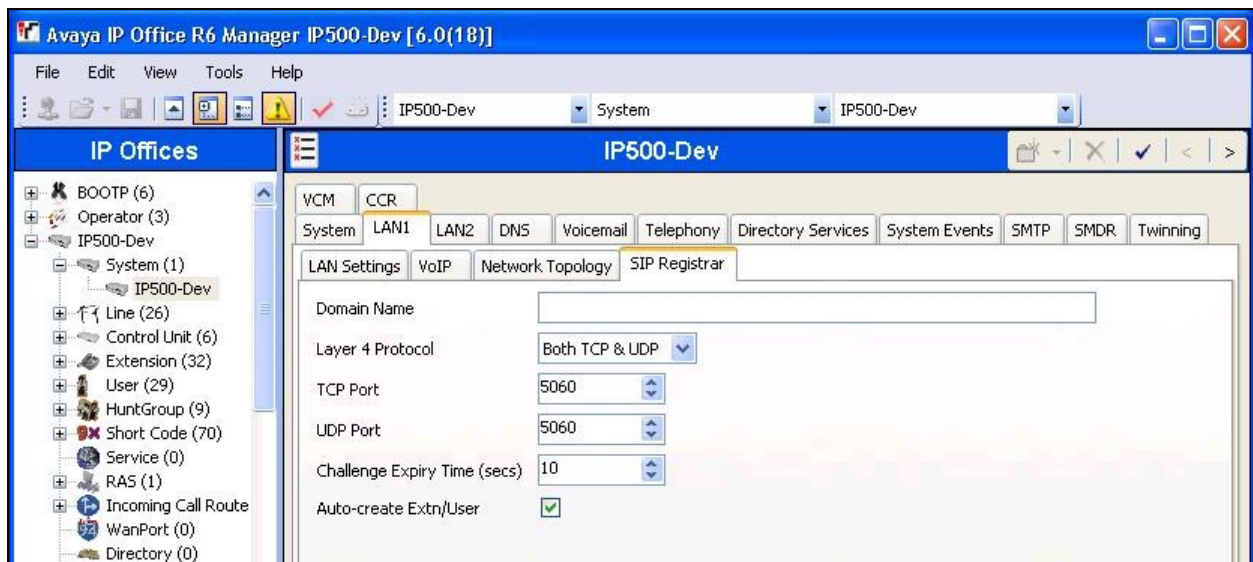 Avaya IP Office R6 Manager IP500-Dev [6.0(18)]
File Edit View Tools Help
IP500-Dev System IP500-Dev
IP Offices
IP500-Dev
BOOTP (6)
Operator (3)
IP500-Dev
System (1)
IP500-Dev
Line (26)
Control Unit (6)
Extension (32)
User (29)
HuntGroup (9)
Short Code (70)
Service (0)
RAS (1)
Incoming Call Route
WanPort (0)
Directory (0)
VCM CCR
System LAN1 LAN2 DNS Voicemail Telephony Directory Services System Events SMTP SMDR Twinning
LAN Settings VoIP Network Topology SIP Registrar
Domain Name
Layer 4 Protocol Both TCP & UDP
TCP Port 5060
UDP Port 5060
Challenge Expiry Time (secs) 10
Auto-create Extn/User